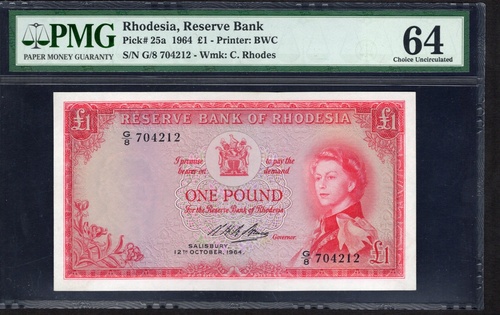 PMG
PAPER MONEY GUARANTY
Rhodesia, Reserve Bank
Pick# 25a 1964 £1 - Printer: BWC
S/N G/8 704212 - Wmk: C. Rhodes
64
Choice Uncirculated
£1
RESERVE BANK OF RHODESIA
£1
G/8 704212
I promise to pay the
bearer on demand
ONE POUND
For the Reserve Bank of Rhodesia
Governor
SALISBURY,
12TH OCTOBER, 1964.
G/8 704212
£1